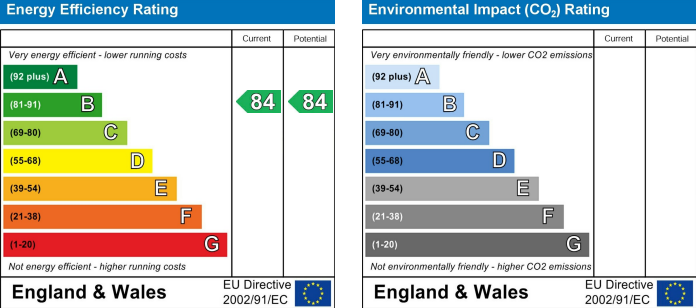 Energy Efficiency Rating
Current Potential
Very energy efficient - lower running costs
(92 plus) A
(81-91) B 84 84
(69-80) C
(55-68) D
(39-54) E
(21-38) F
(1-20) G
Not energy efficient - higher running costs
England & Wales
EU Directive
2002/91/EC
Environmental Impact (CO₂) Rating
Current Potential
Very environmentally friendly - lower CO2 emissions
(92 plus) A
(81-91) B
(69-80) C
(55-68) D
(39-54) E
(21-38) F
(1-20) G
Not environmentally friendly - higher CO2 emissions
England & Wales
EU Directive
2002/91/EC